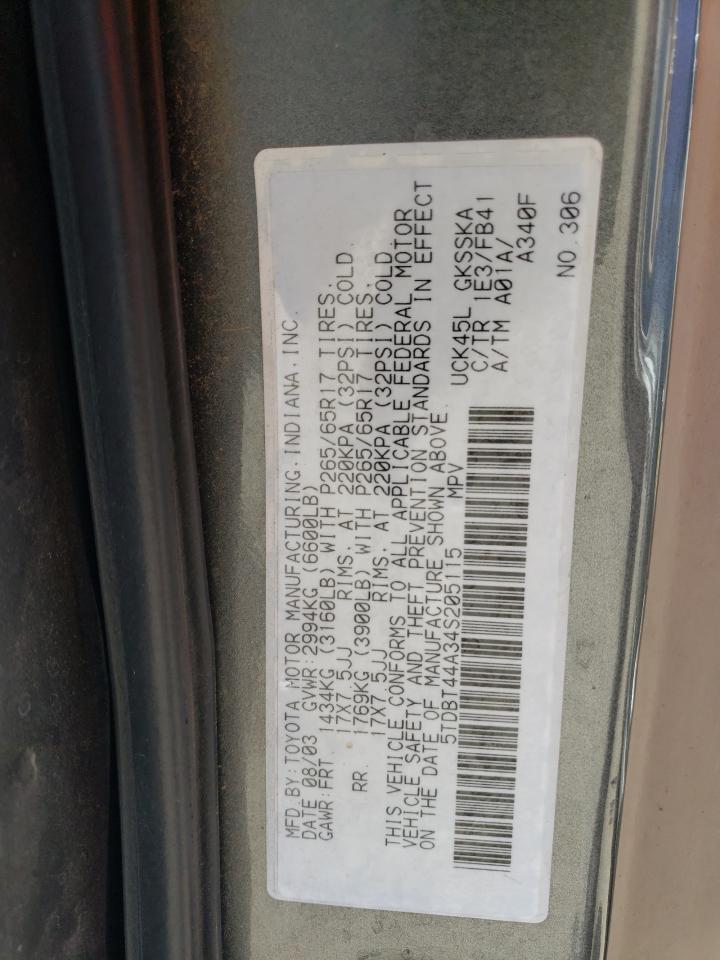 MFD.BY:TOYOTA MOTOR MANUFACTURING,INDIANA,INC.
DATE 08/03 GVWR:2994KG (6600LB)
GAWR:FRT 1434KG (3160LB) WITH P265/65R17 TIRES.
17X7.5JJ RIMS, AT 220KPA (32PSI) COLD.
RR. 1769KG (3900LB) WITH P265/65R17 TIRES.
17X7.5JJ RIMS, AT 220KPA (32PSI) COLD.
THIS VEHICLE CONFORMS TO ALL APPLICABLE FEDERAL MOTOR
VEHICLE SAFETY AND THEFT PREVENTION STANDARDS IN EFFECT
ON THE DATE OF MANUFACTURE SHOWN ABOVE.
5TDBT44A34S205115 MPV
UCK45L GKSSKA
C/TR 1E3/FB41
A/TM A01A/
A340F
NO.306